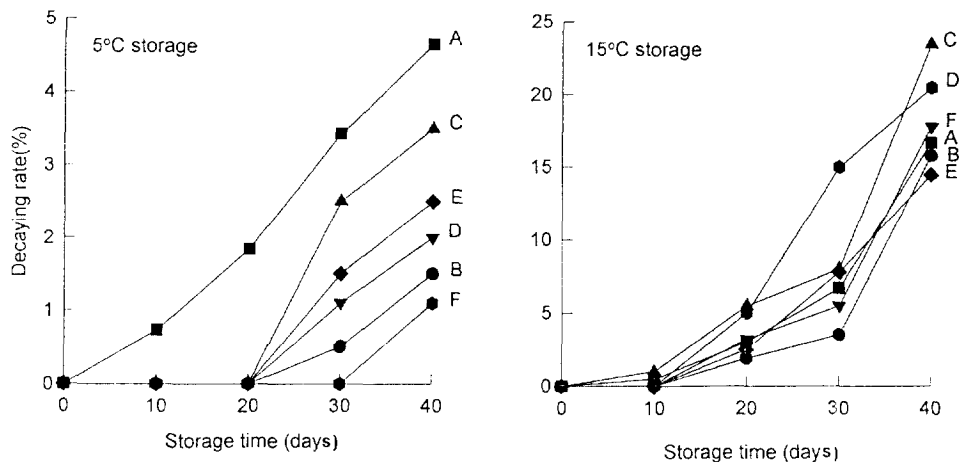 5°C storage
5
4
3
2
1
0
Decaying rate(%)
A
C
E
D
B
F
0 10 20 30 40
Storage time (days)
15°C storage
25
20
15
10
5
0
C
D
F
A
B
E
0 10 20 30 40
Storage time (days)